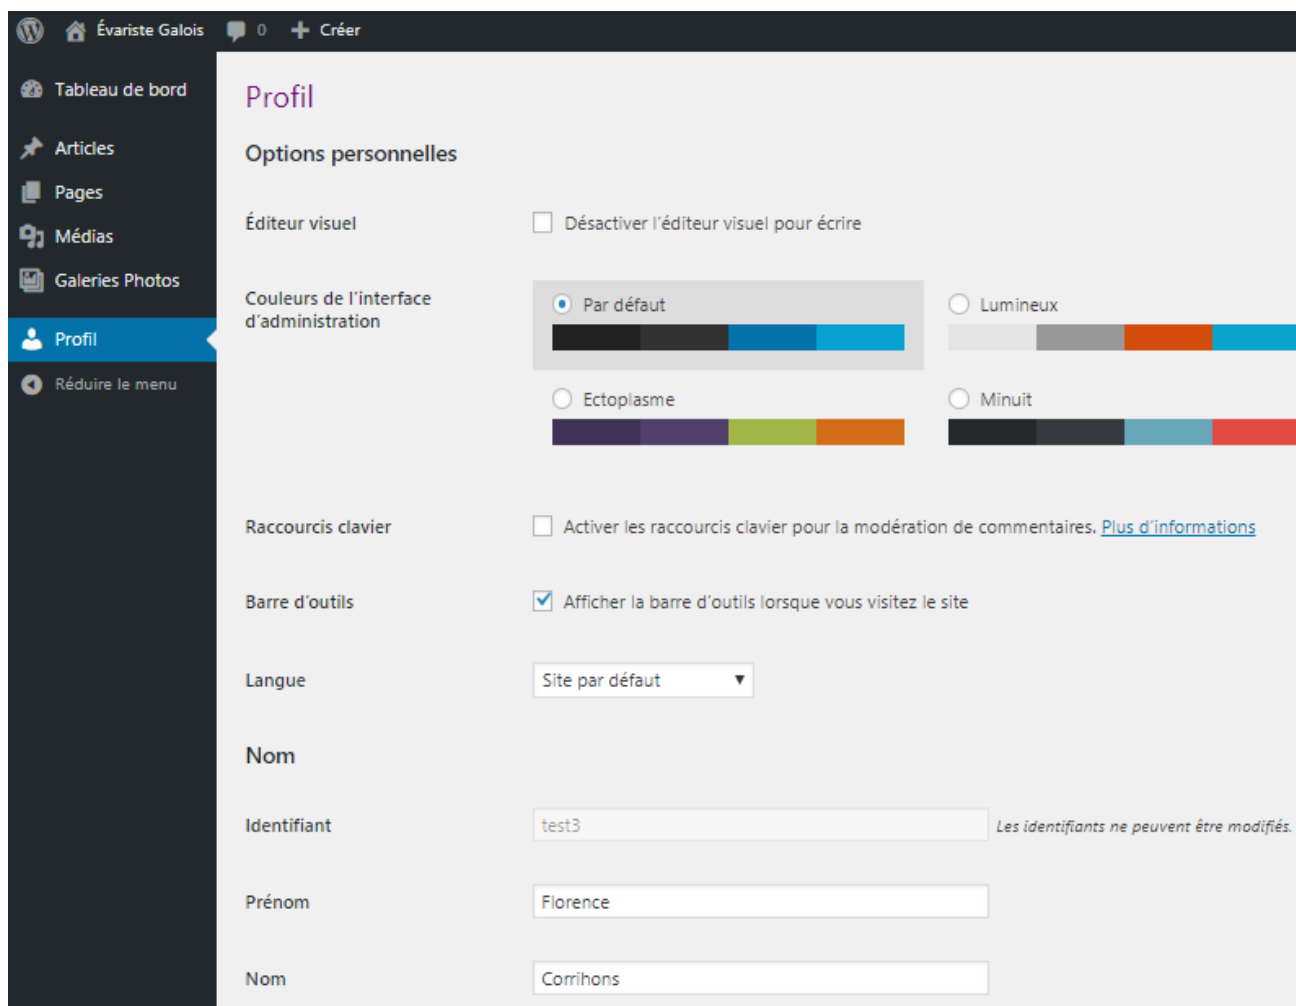 Évariste Galois 0 Créer
Tableau de bord
Articles
Pages
Médias
Galeries Photos
Profil
Réduire le menu
Profil
Options personnelles
Éditeur visuel Désactiver l'éditeur visuel pour écrire
Couleurs de l'interface
d'administration
Par défaut Lumineux
Ectoplasme Minuit
Raccourcis clavier Activer les raccourcis clavier pour la modération de commentaires. Plus d'informations
Barre d'outils Afficher la barre d'outils lorsque vous visitez le site
Langue Site par défaut
Nom
Identifiant test3 Les identifiants ne peuvent être modifiés.
Prénom Florence
Nom Corrihons